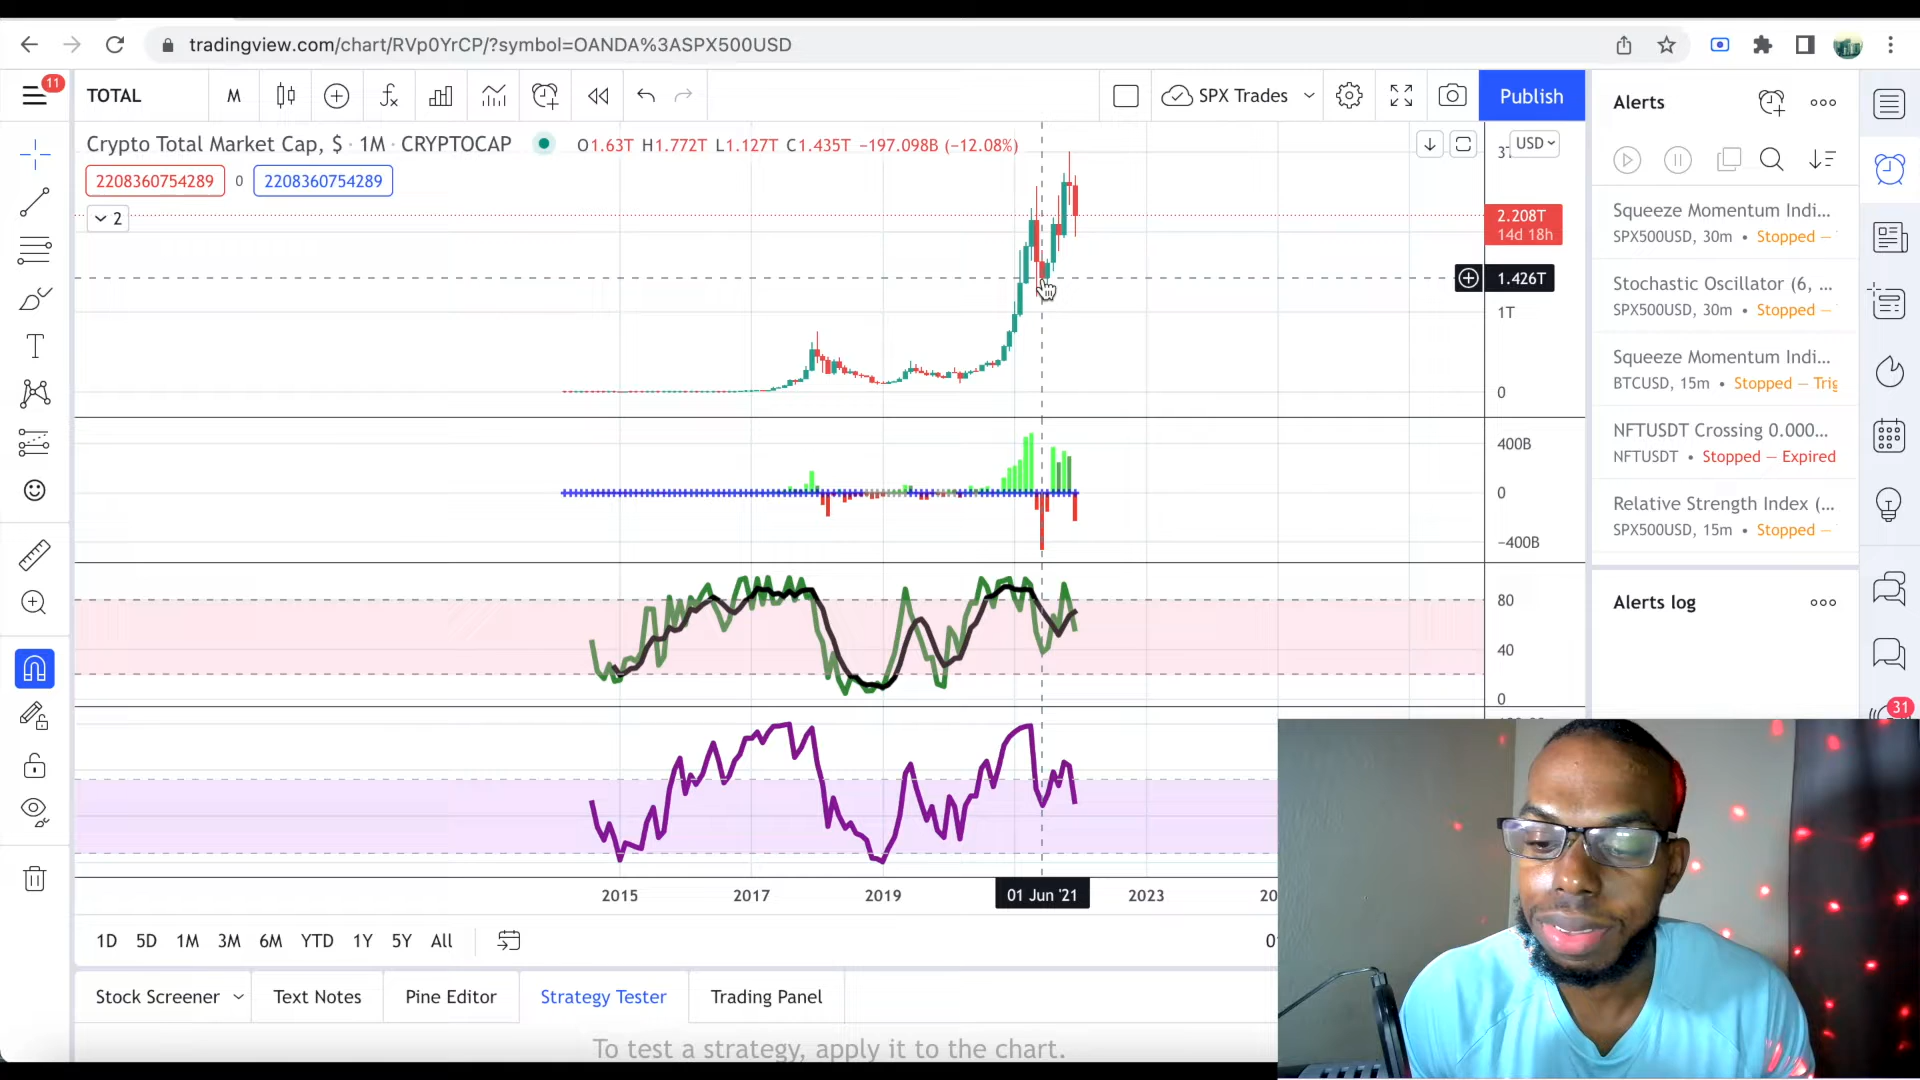 tradingview.com/chart/RVp0YrCP/?symbol=OANDA%3ASPX500USD
11
TOTAL
M
SPX Trades
Publish
Alerts
Crypto Total Market Cap, $ · 1M · CRYPTOCAP
O1.63T H1.772T L1.127T C1.435T −197.098B (−12.08%)
USD
3T
2208360754289
0
2208360754289
2
2.208T
14d 18h
1.426T
1T
0
400B
0
−400B
80
40
0
Squeeze Momentum Indi...
SPX500USD, 30m • Stopped —
Stochastic Oscillator (6, ...
SPX500USD, 30m • Stopped —
Squeeze Momentum Indi...
BTCUSD, 15m • Stopped — Trig
NFTUSDT Crossing 0.000...
NFTUSDT • Stopped — Expired
Relative Strength Index (...
SPX500USD, 15m • Stopped —
Alerts log
31
2015
2017
2019
01 Jun '21
2023
20
1D 5D 1M 3M 6M YTD 1Y 5Y All
0
Stock Screener
Text Notes
Pine Editor
Strategy Tester
Trading Panel
To test a strategy, apply it to the chart.